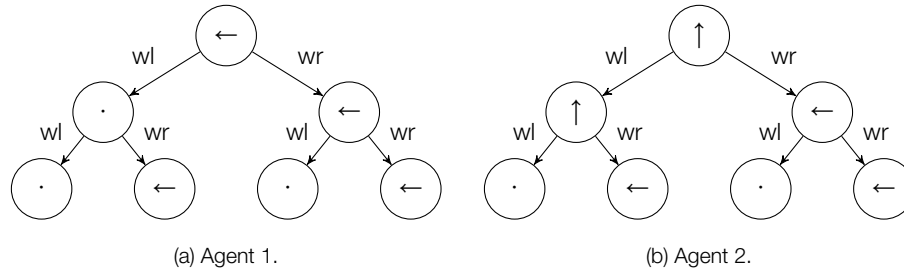 ← ↑
wl wr wl wr
· ← ↑ ←
wl wr wl wr wl wr wl wr
· ← · ← · ← · ←
(a) Agent 1. (b) Agent 2.